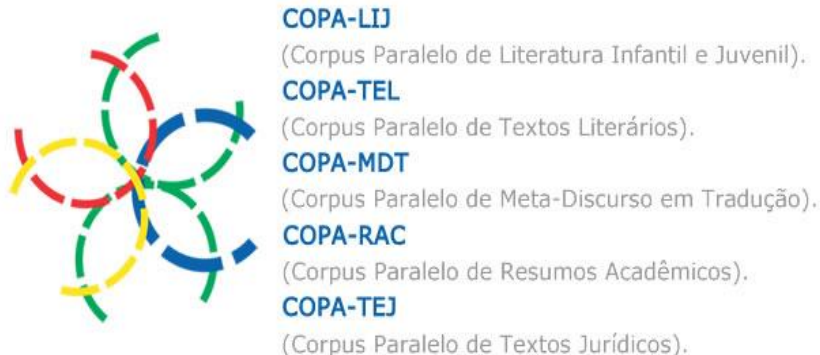 COPA-LIJ
(Corpus Paralelo de Literatura Infantil e Juvenil).
COPA-TEL
(Corpus Paralelo de Textos Literários).
COPA-MDT
(Corpus Paralelo de Meta-Discurso em Tradução).
COPA-RAC
(Corpus Paralelo de Resumos Acadêmicos).
COPA-TEJ
(Corpus Paralelo de Textos Jurídicos).